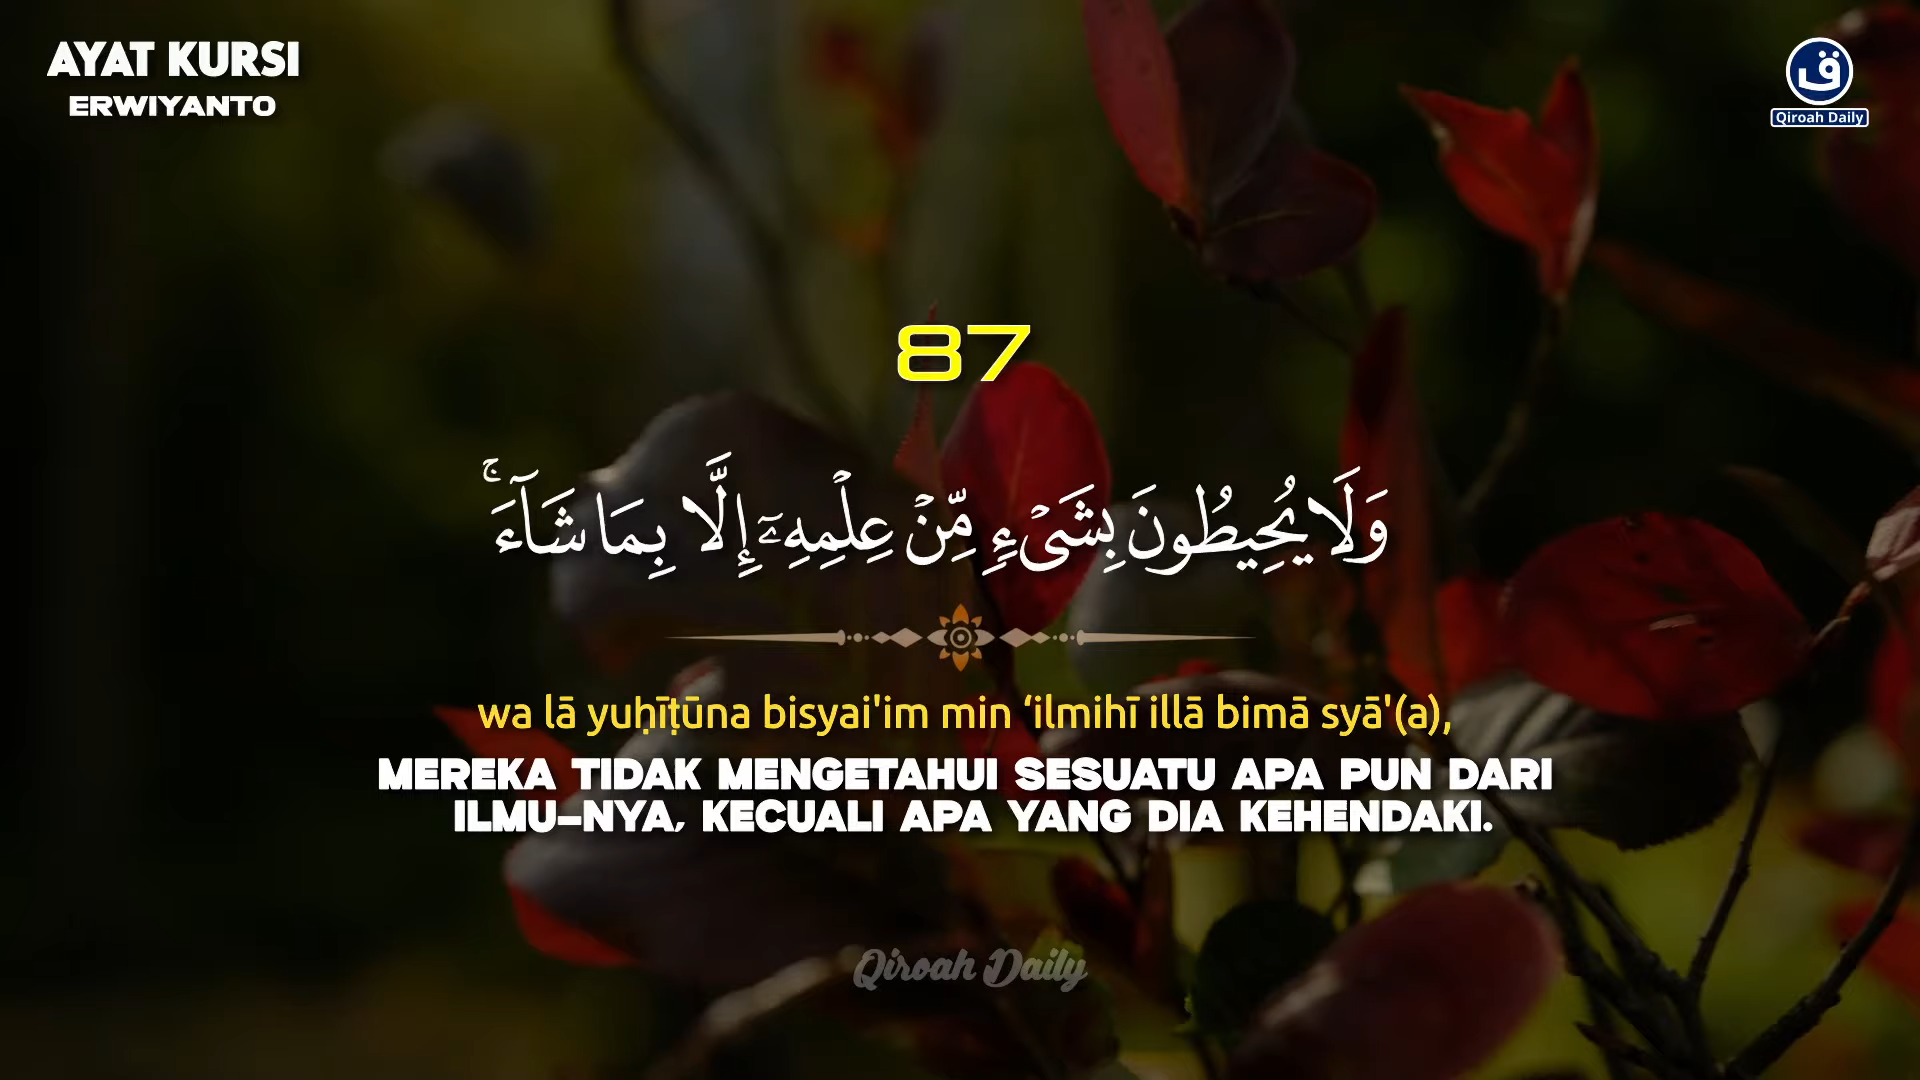 AYAT KURSI
ERWIYANTO
ق
Qiroah Daily
87
وَلَا يُحِيطُونَ بِشَىْءٍ مِّنْ عِلْمِهِۦٓ إِلَّا بِمَا شَآءَ ۚ
wa lā yuḥīṭūna bisyai'im min ‘ilmihī illā bimā syā'(a),
MEREKA TIDAK MENGETAHUI SESUATU APA PUN DARI
ILMU-NYA, KECUALI APA YANG DIA KEHENDAKI.
Qiroah Daily